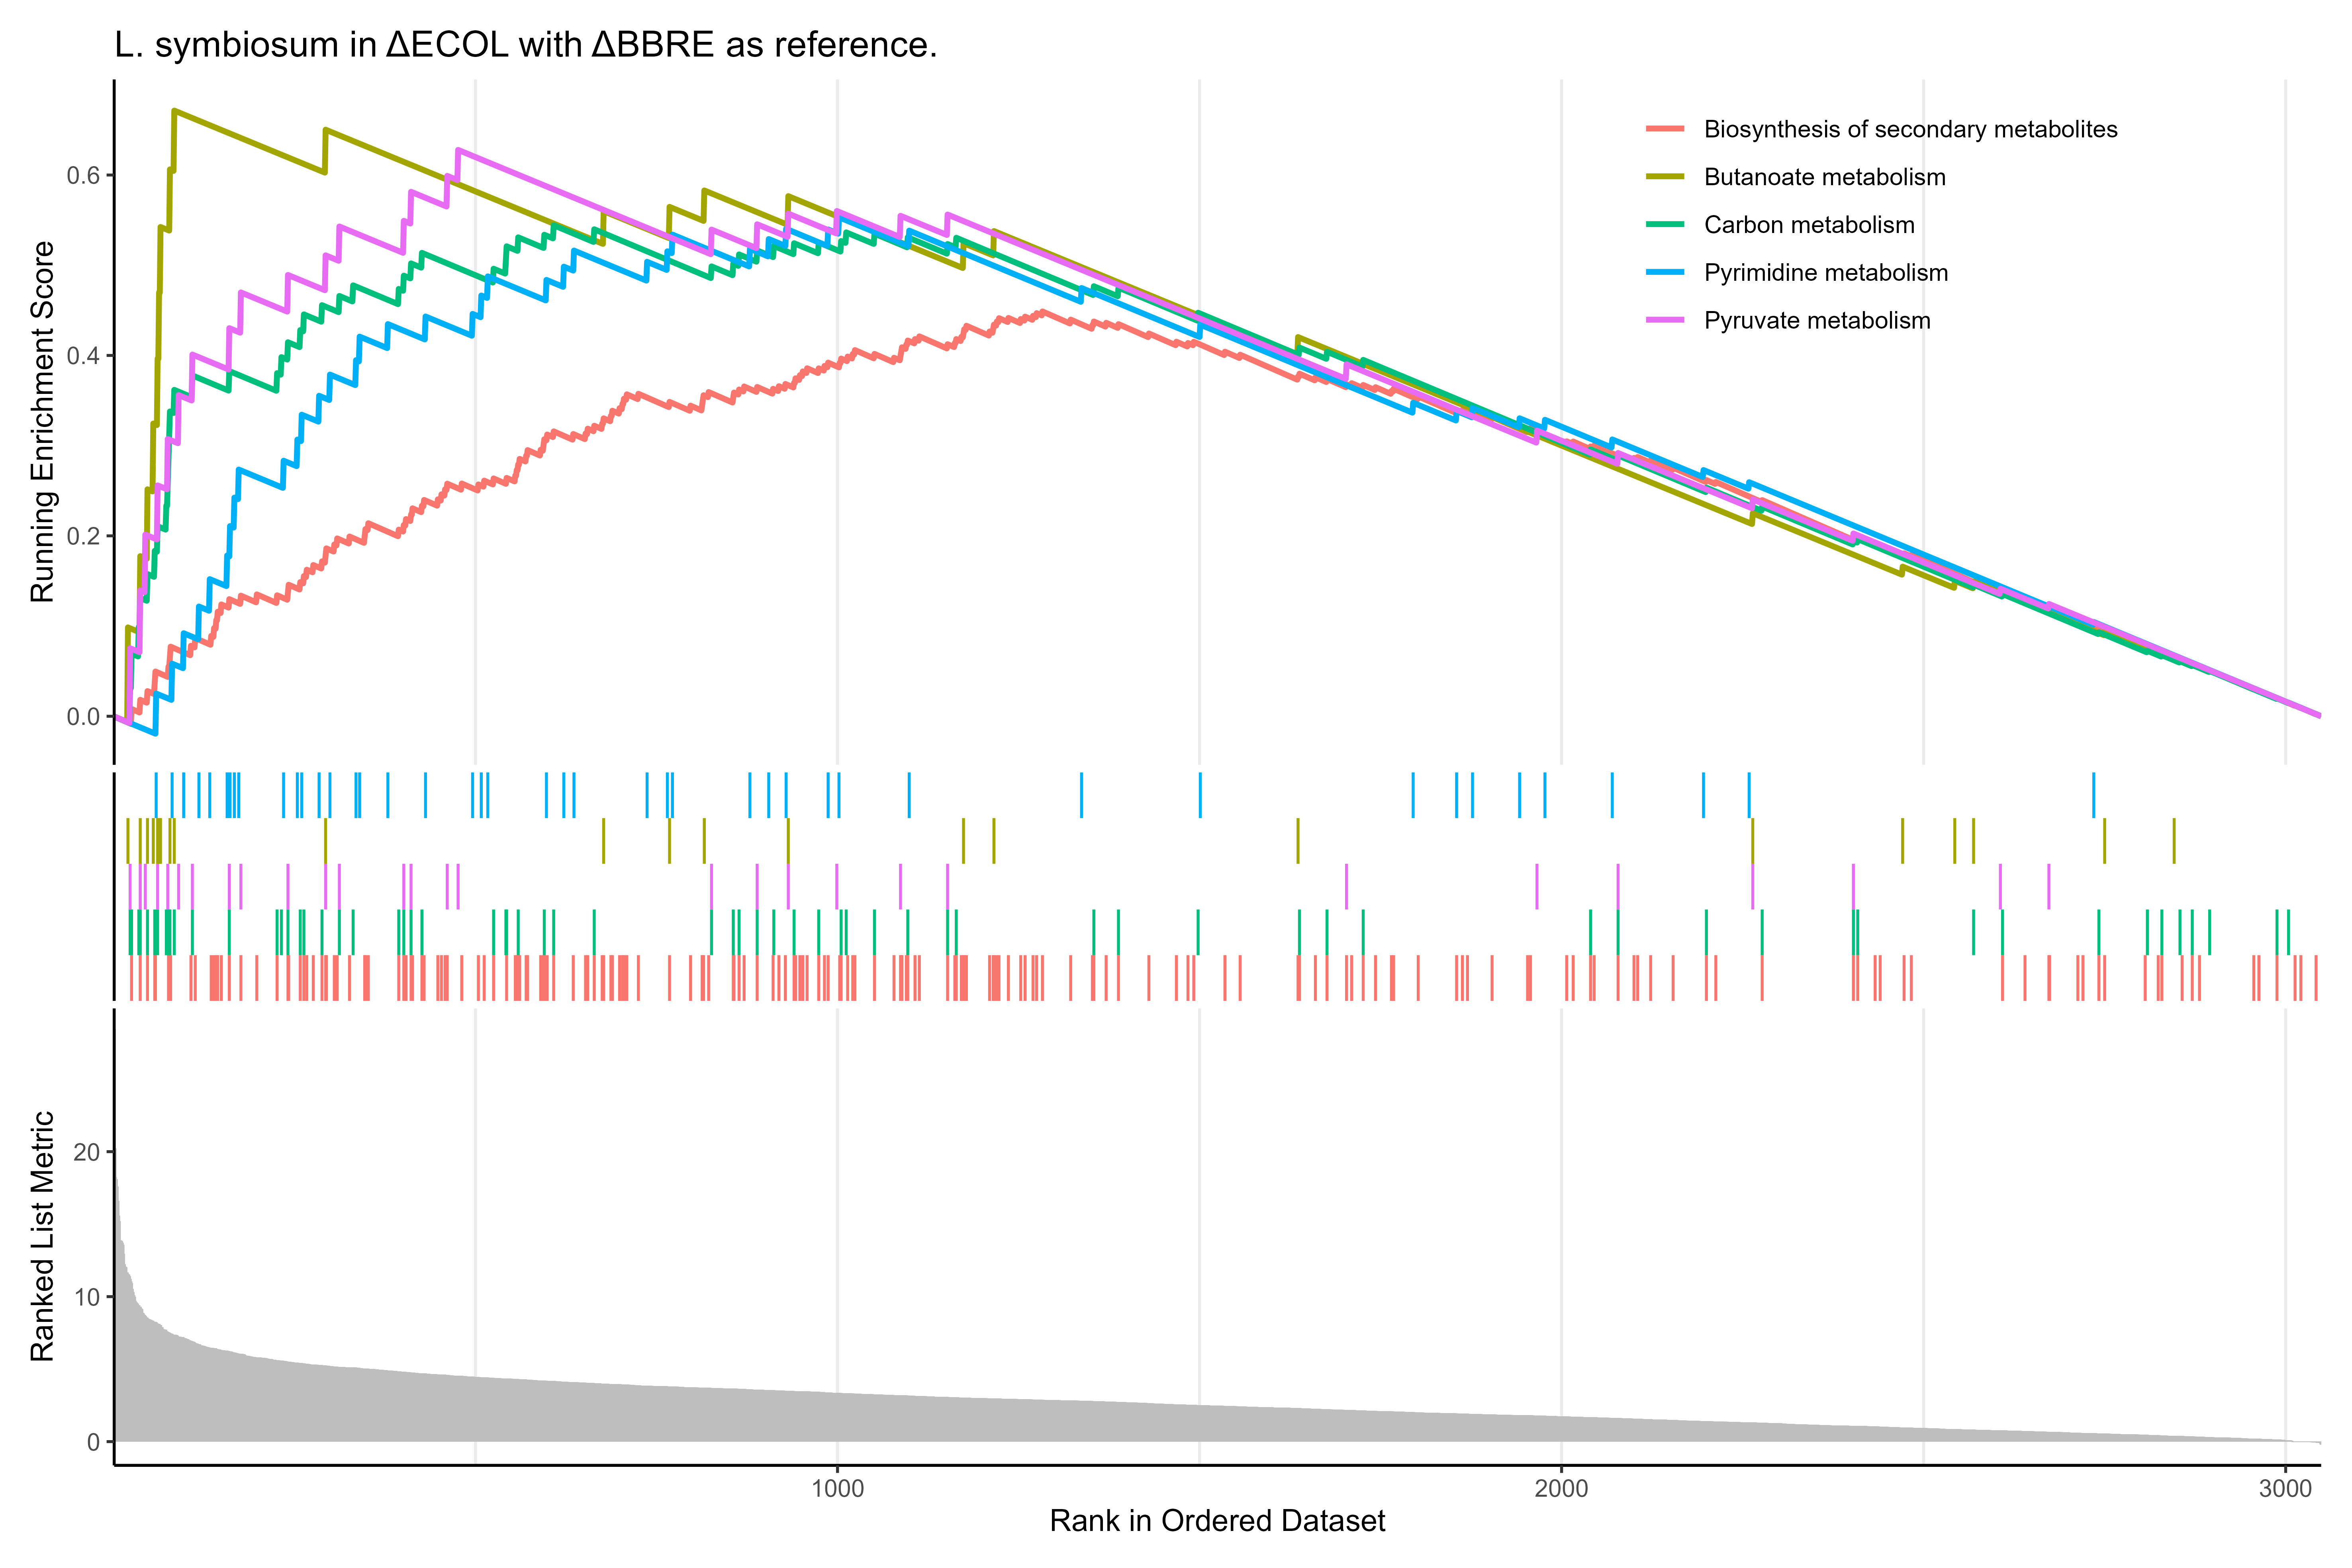 L. symbiosum in ΔECOL with ΔBBRE as reference.
Running Enrichment Score
0.6
0.4
0.2
0.0
Biosynthesis of secondary metabolites
Butanoate metabolism
Carbon metabolism
Pyrimidine metabolism
Pyruvate metabolism
Ranked List Metric
20
10
0
1000
2000
3000
Rank in Ordered Dataset